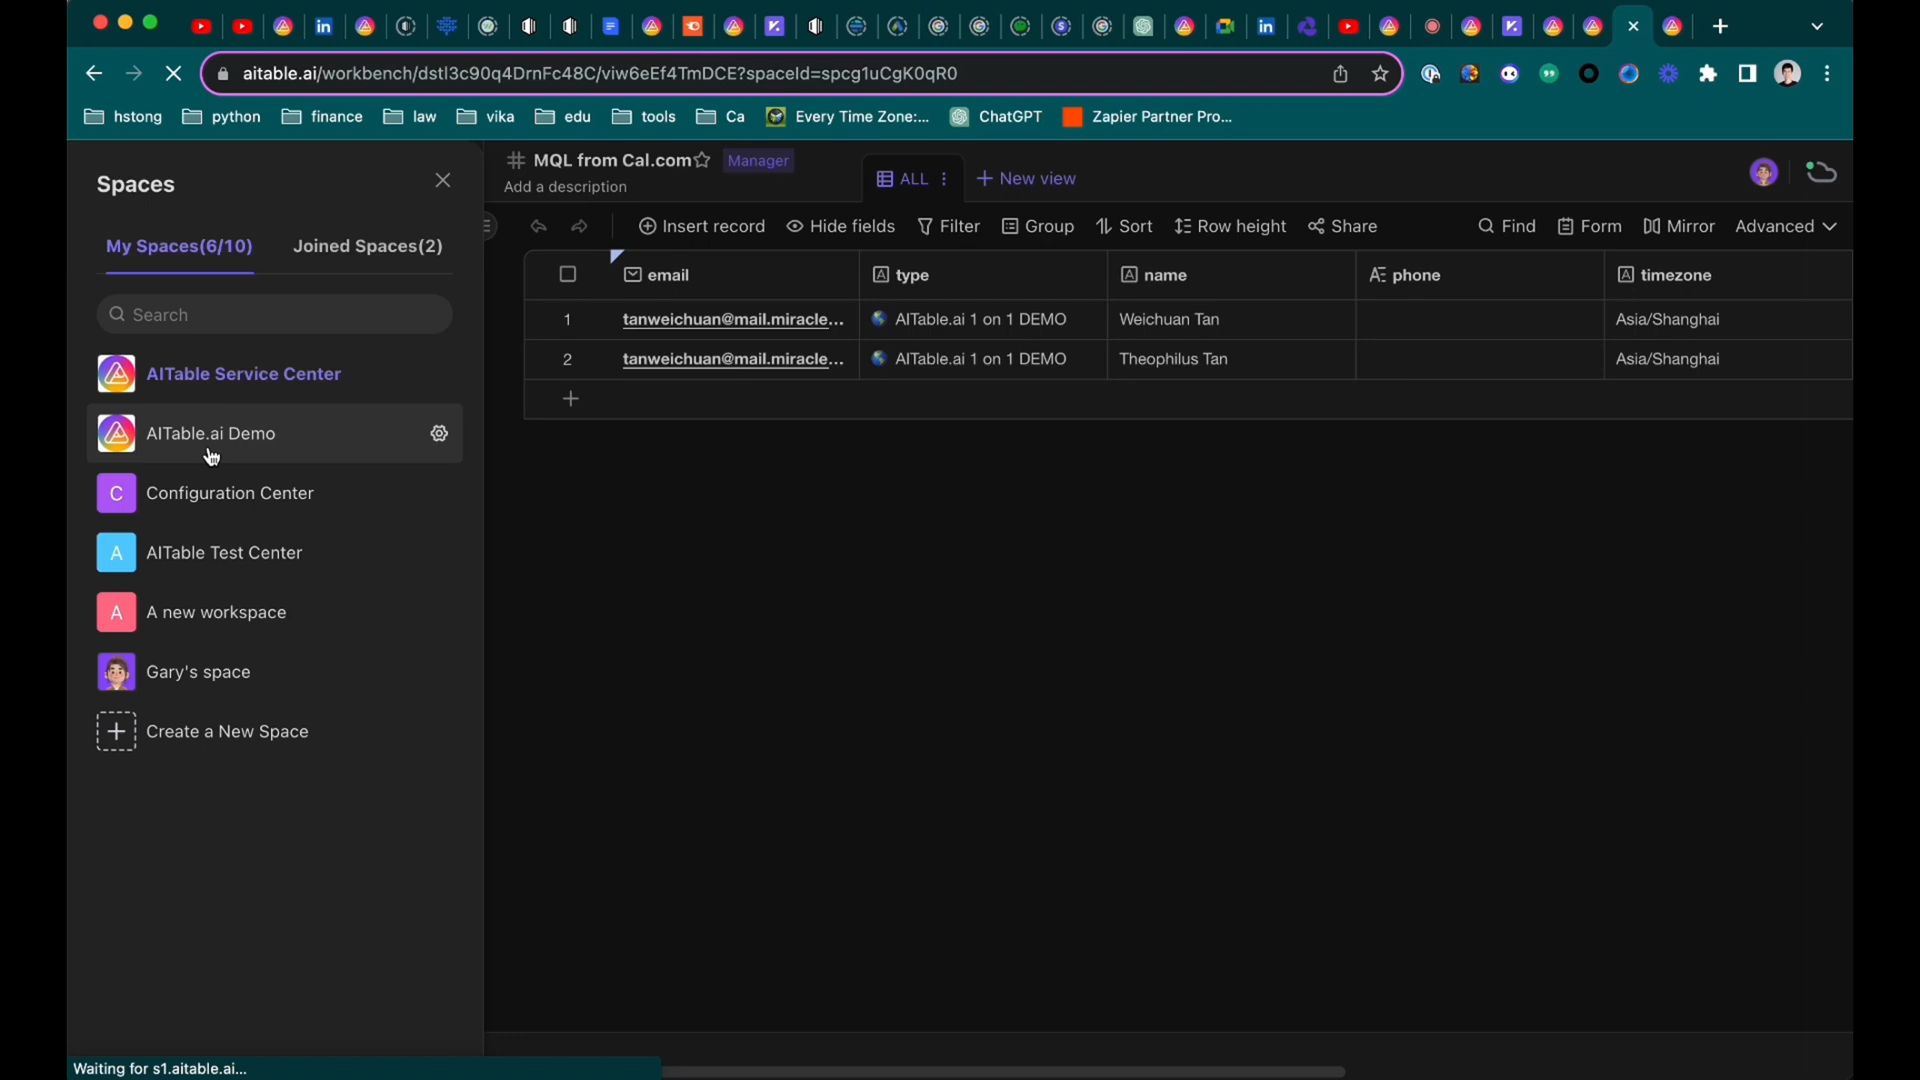 aitable.ai/workbench/dstl3c90q4DrnFc48C/viw6eEf4TmDCE?spaceId=spcg1uCgK0qR0
hstong python finance law vika edu tools Ca Every Time Zone:... ChatGPT Zapier Partner Pro...
Spaces
My Spaces(6/10) Joined Spaces(2)
Search
AITable Service Center
AITable.ai Demo
C Configuration Center
A AITable Test Center
A A new workspace
Gary's space
Create a New Space
MQL from Cal.com Manager
Add a description
ALL New view
Insert record Hide fields Filter Group Sort Row height Share Find Form Mirror Advanced
email type name phone timezone
1 tanweichuan@mail.miracle... AITable.ai 1 on 1 DEMO Weichuan Tan Asia/Shanghai
2 tanweichuan@mail.miracle... AITable.ai 1 on 1 DEMO Theophilus Tan Asia/Shanghai
Waiting for s1.aitable.ai...